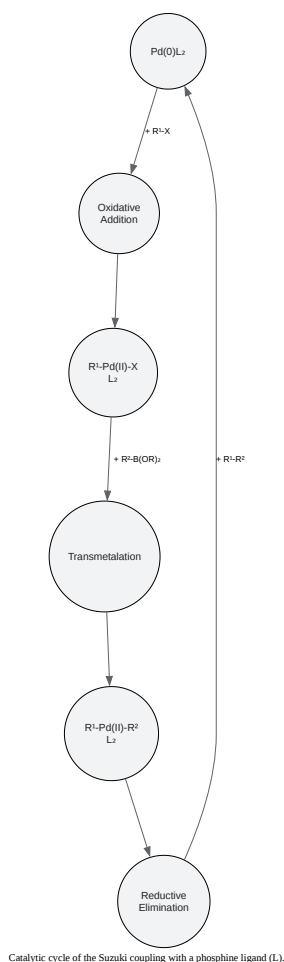 Pd(0)L₂
+ R¹-X
Oxidative
Addition
R¹-Pd(II)-X
L₂
+ R²-B(OR)₂
+ R¹-R²
Transmetalation
R¹-Pd(II)-R²
L₂
Reductive
Elimination
Catalytic cycle of the Suzuki coupling with a phosphine ligand (L).